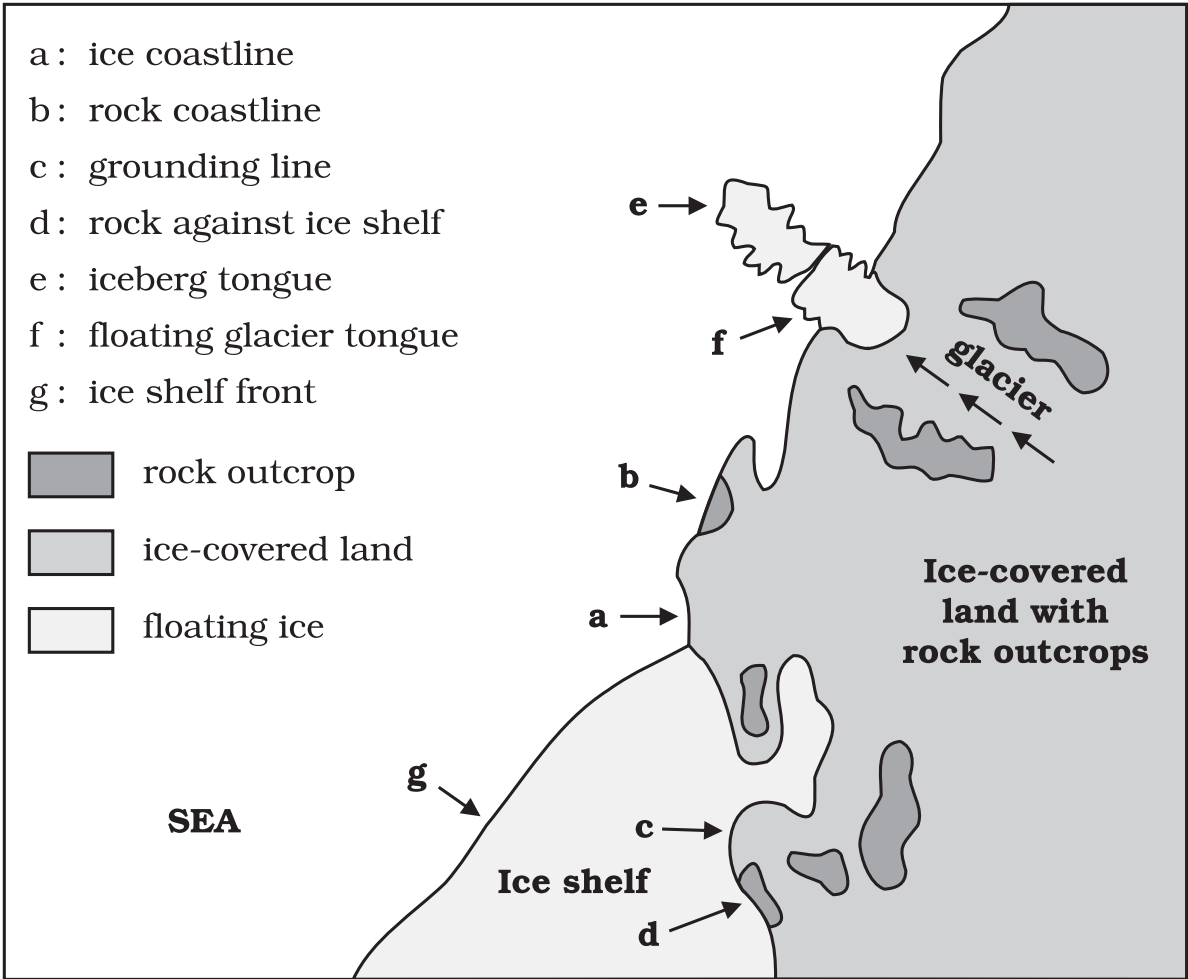 a : ice coastline
b : rock coastline
c : grounding line
d : rock against ice shelf
e : iceberg tongue
f : floating glacier tongue
g : ice shelf front
rock outcrop
ice-covered land
floating ice
e
f
glacier
b
a
Ice-covered
land with
rock outcrops
g
SEA
c
Ice shelf
d